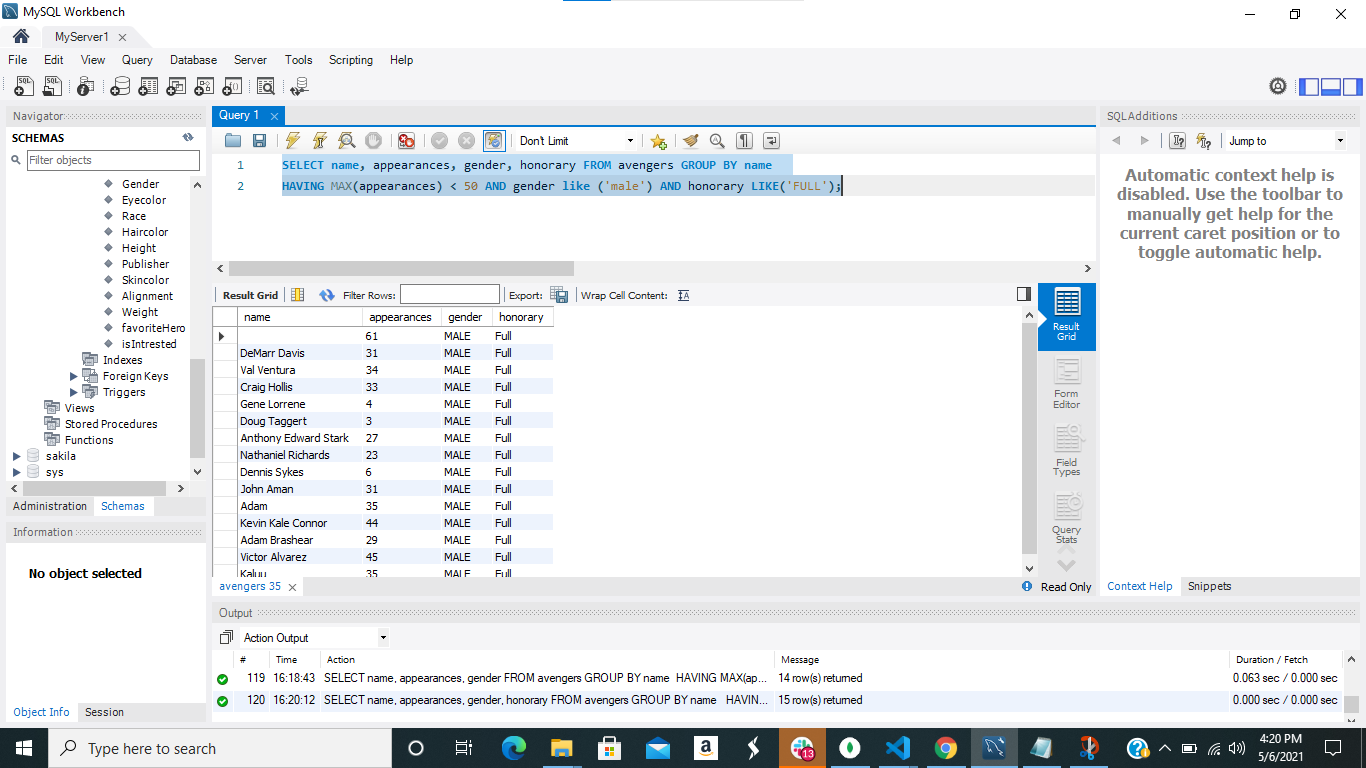 MySQL Workbench
MyServer1
File Edit View Query Database Server Tools Scripting Help
Navigator
SCHEMAS
Filter objects
Gender
Eyecolor
Race
Haircolor
Height
Publisher
Skincolor
Alignment
Weight
favoriteHero
isIntrested
Indexes
Foreign Keys
Triggers
Views
Stored Procedures
Functions
sakila
sys
Administration Schemas
Information
No object selected
Object Info Session
Query 1
Don't Limit
1 SELECT name, appearances, gender, honorary FROM avengers GROUP BY name
2 HAVING MAX(appearances) < 50 AND gender like ('male') AND honorary LIKE('FULL');
Result Grid Filter Rows: Export: Wrap Cell Content:
name appearances gender honorary
61 MALE Full
DeMarr Davis 31 MALE Full
Val Ventura 34 MALE Full
Craig Hollis 33 MALE Full
Gene Lorrene 4 MALE Full
Doug Taggert 3 MALE Full
Anthony Edward Stark 27 MALE Full
Nathaniel Richards 23 MALE Full
Dennis Sykes 6 MALE Full
John Aman 31 MALE Full
Adam 35 MALE Full
Kevin Kale Connor 44 MALE Full
Adam Brashear 29 MALE Full
Victor Alvarez 45 MALE Full
Kaluu 35 MALE Full
Result
Grid
Form
Editor
Field
Types
Query
Stats
avengers 35
Read Only
Output
Action Output
# Time Action Message Duration / Fetch
119 16:18:43 SELECT name, appearances, gender FROM avengers GROUP BY name HAVING MAX(ap... 14 row(s) returned 0.063 sec / 0.000 sec
120 16:20:12 SELECT name, appearances, gender, honorary FROM avengers GROUP BY name HAVIN... 15 row(s) returned 0.000 sec / 0.000 sec
SQLAdditions
Jump to
Automatic context help is
disabled. Use the toolbar to
manually get help for the
current caret position or to
toggle automatic help.
Context Help Snippets
Type here to search
13
4:20 PM
5/6/2021